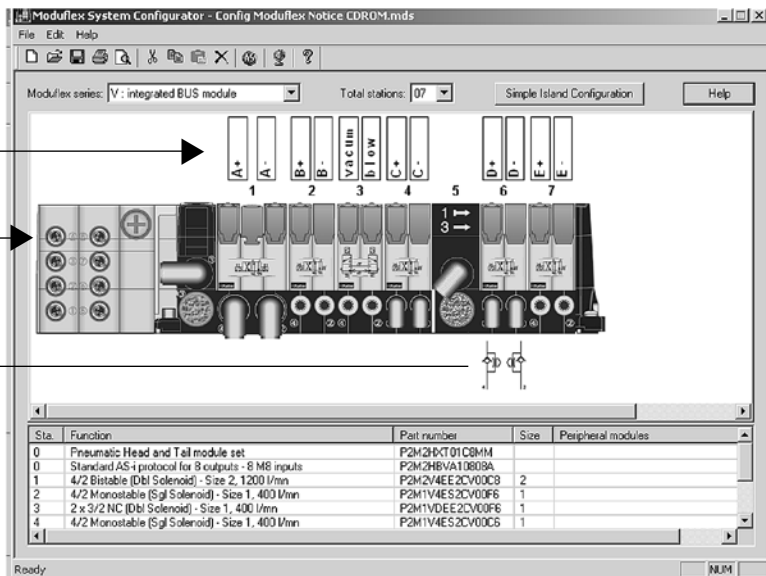 Moduflex System Configurator - Config Moduflex Notice CDROM.mds
File Edit Help
Moduflex series: V : integrated BUS module Total stations: 07 Simple Island Configuration Help
A+ A- B+ B- vacum blow C+ C- D+ D- E+ E-
1 2 3 4 5 6 7
1
3
Sta. Function Part number Size Peripheral modules
0 Pneumatic Head and Tail module set P2M2HXT01C8MM
0 Standard AS-i protocol for 8 outputs - 8 M8 inputs P2M2HBVA10808A
1 4/2 Bistable (Dbl Solenoid) - Size 2, 1200 l/mn P2M2V4EE2CV00C8 2
2 4/2 Monostable (Sgl Solenoid) - Size 1, 400 l/mn P2M1V4ES2CV00F6 1
3 2 x 3/2 NC (Dbl Solenoid) - Size 1, 400 l/mn P2M1VDEE2CV00F6 1
4 4/2 Monostable (Sgl Solenoid) - Size 1, 400 l/mn P2M1V4ES2CV00C6 1
Ready NUM